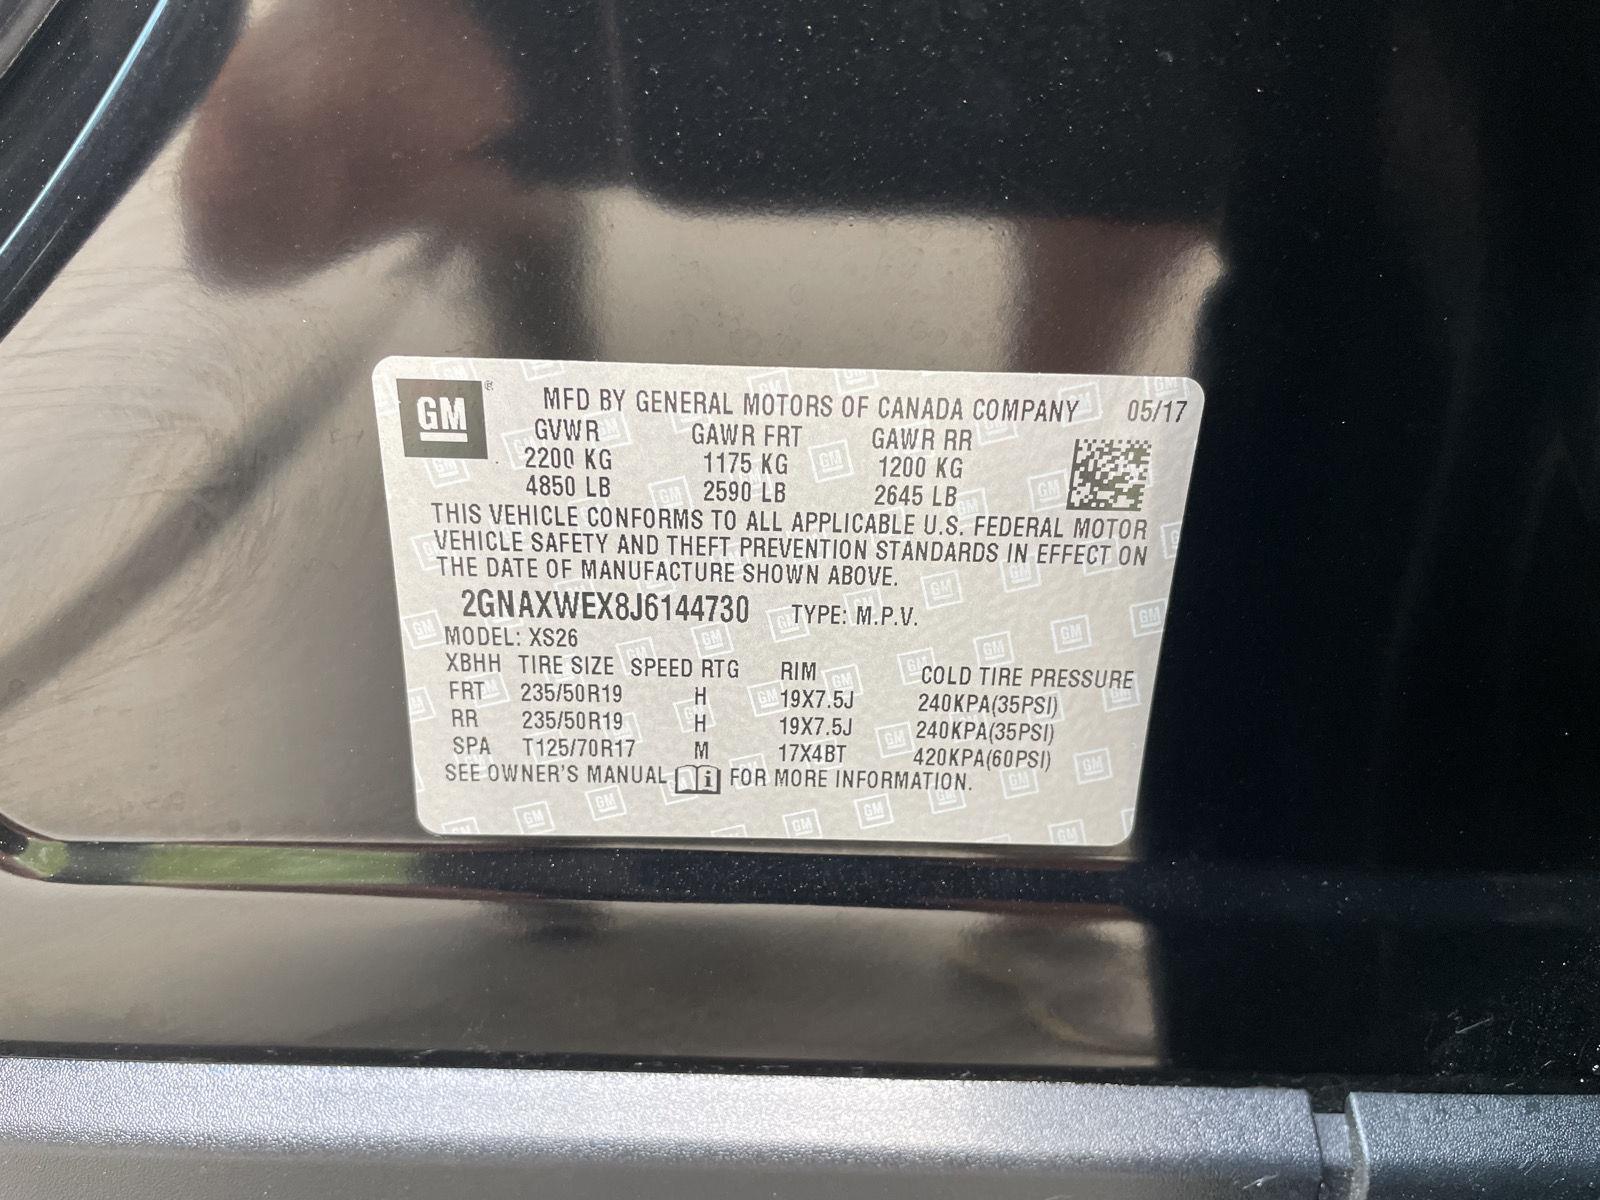 GM ® MFD BY GENERAL MOTORS OF CANADA COMPANY 05/17
GVWR GAWR FRT GAWR RR
2200 KG 1175 KG 1200 KG
4850 LB 2590 LB 2645 LB
THIS VEHICLE CONFORMS TO ALL APPLICABLE U.S. FEDERAL MOTOR
VEHICLE SAFETY AND THEFT PREVENTION STANDARDS IN EFFECT ON
THE DATE OF MANUFACTURE SHOWN ABOVE.
2GNAXWEX8J6144730 TYPE: M.P.V.
MODEL: XS26
XBHH TIRE SIZE SPEED RTG RIM COLD TIRE PRESSURE
FRT 235/50R19 H 19X7.5J 240KPA(35PSI)
RR 235/50R19 H 19X7.5J 240KPA(35PSI)
SPA T125/70R17 M 17X4BT 420KPA(60PSI)
SEE OWNER'S MANUAL i FOR MORE INFORMATION.